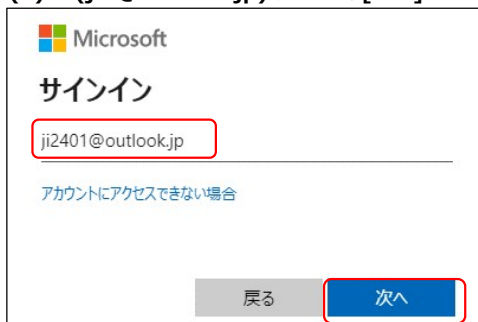 Microsoft
サインイン
ji2401@outlook.jp
アカウントにアクセスできない場合
戻る
次へ